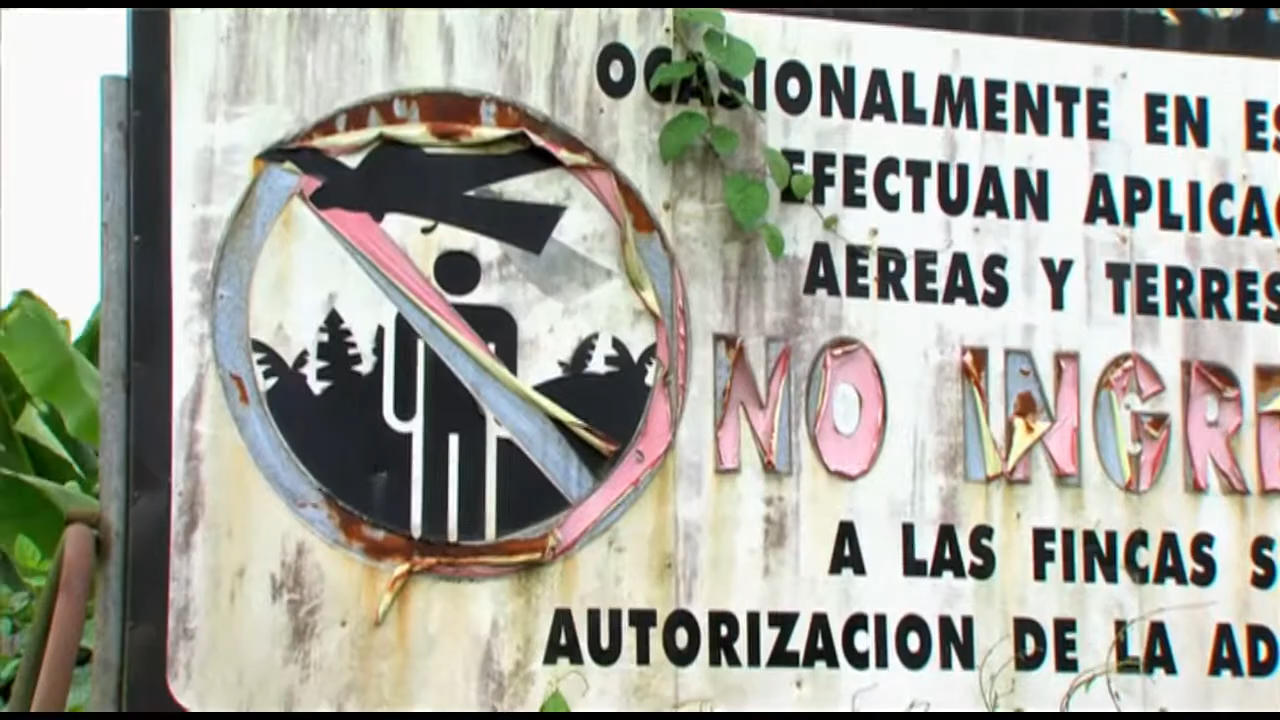 OCASIONALMENTE EN ES
EFECTUAN APLICAC
AEREAS Y TERRES
NO INGRE
A LAS FINCAS S
AUTORIZACION DE LA AD